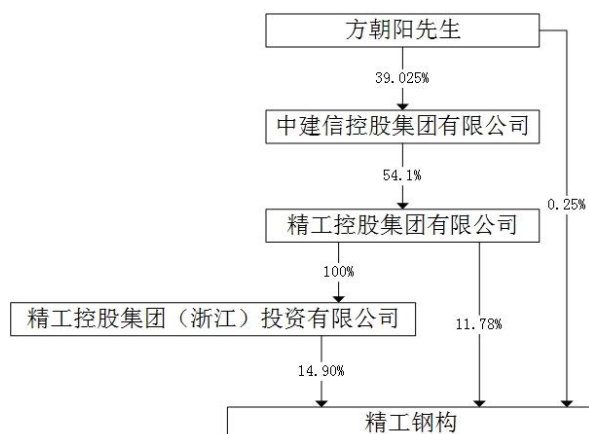 方朝阳先生
39.025%
中建信控股集团有限公司
54.1%
0.25%
精工控股集团有限公司
100%
精工控股集团（浙江）投资有限公司
11.78%
14.90%
精工钢构